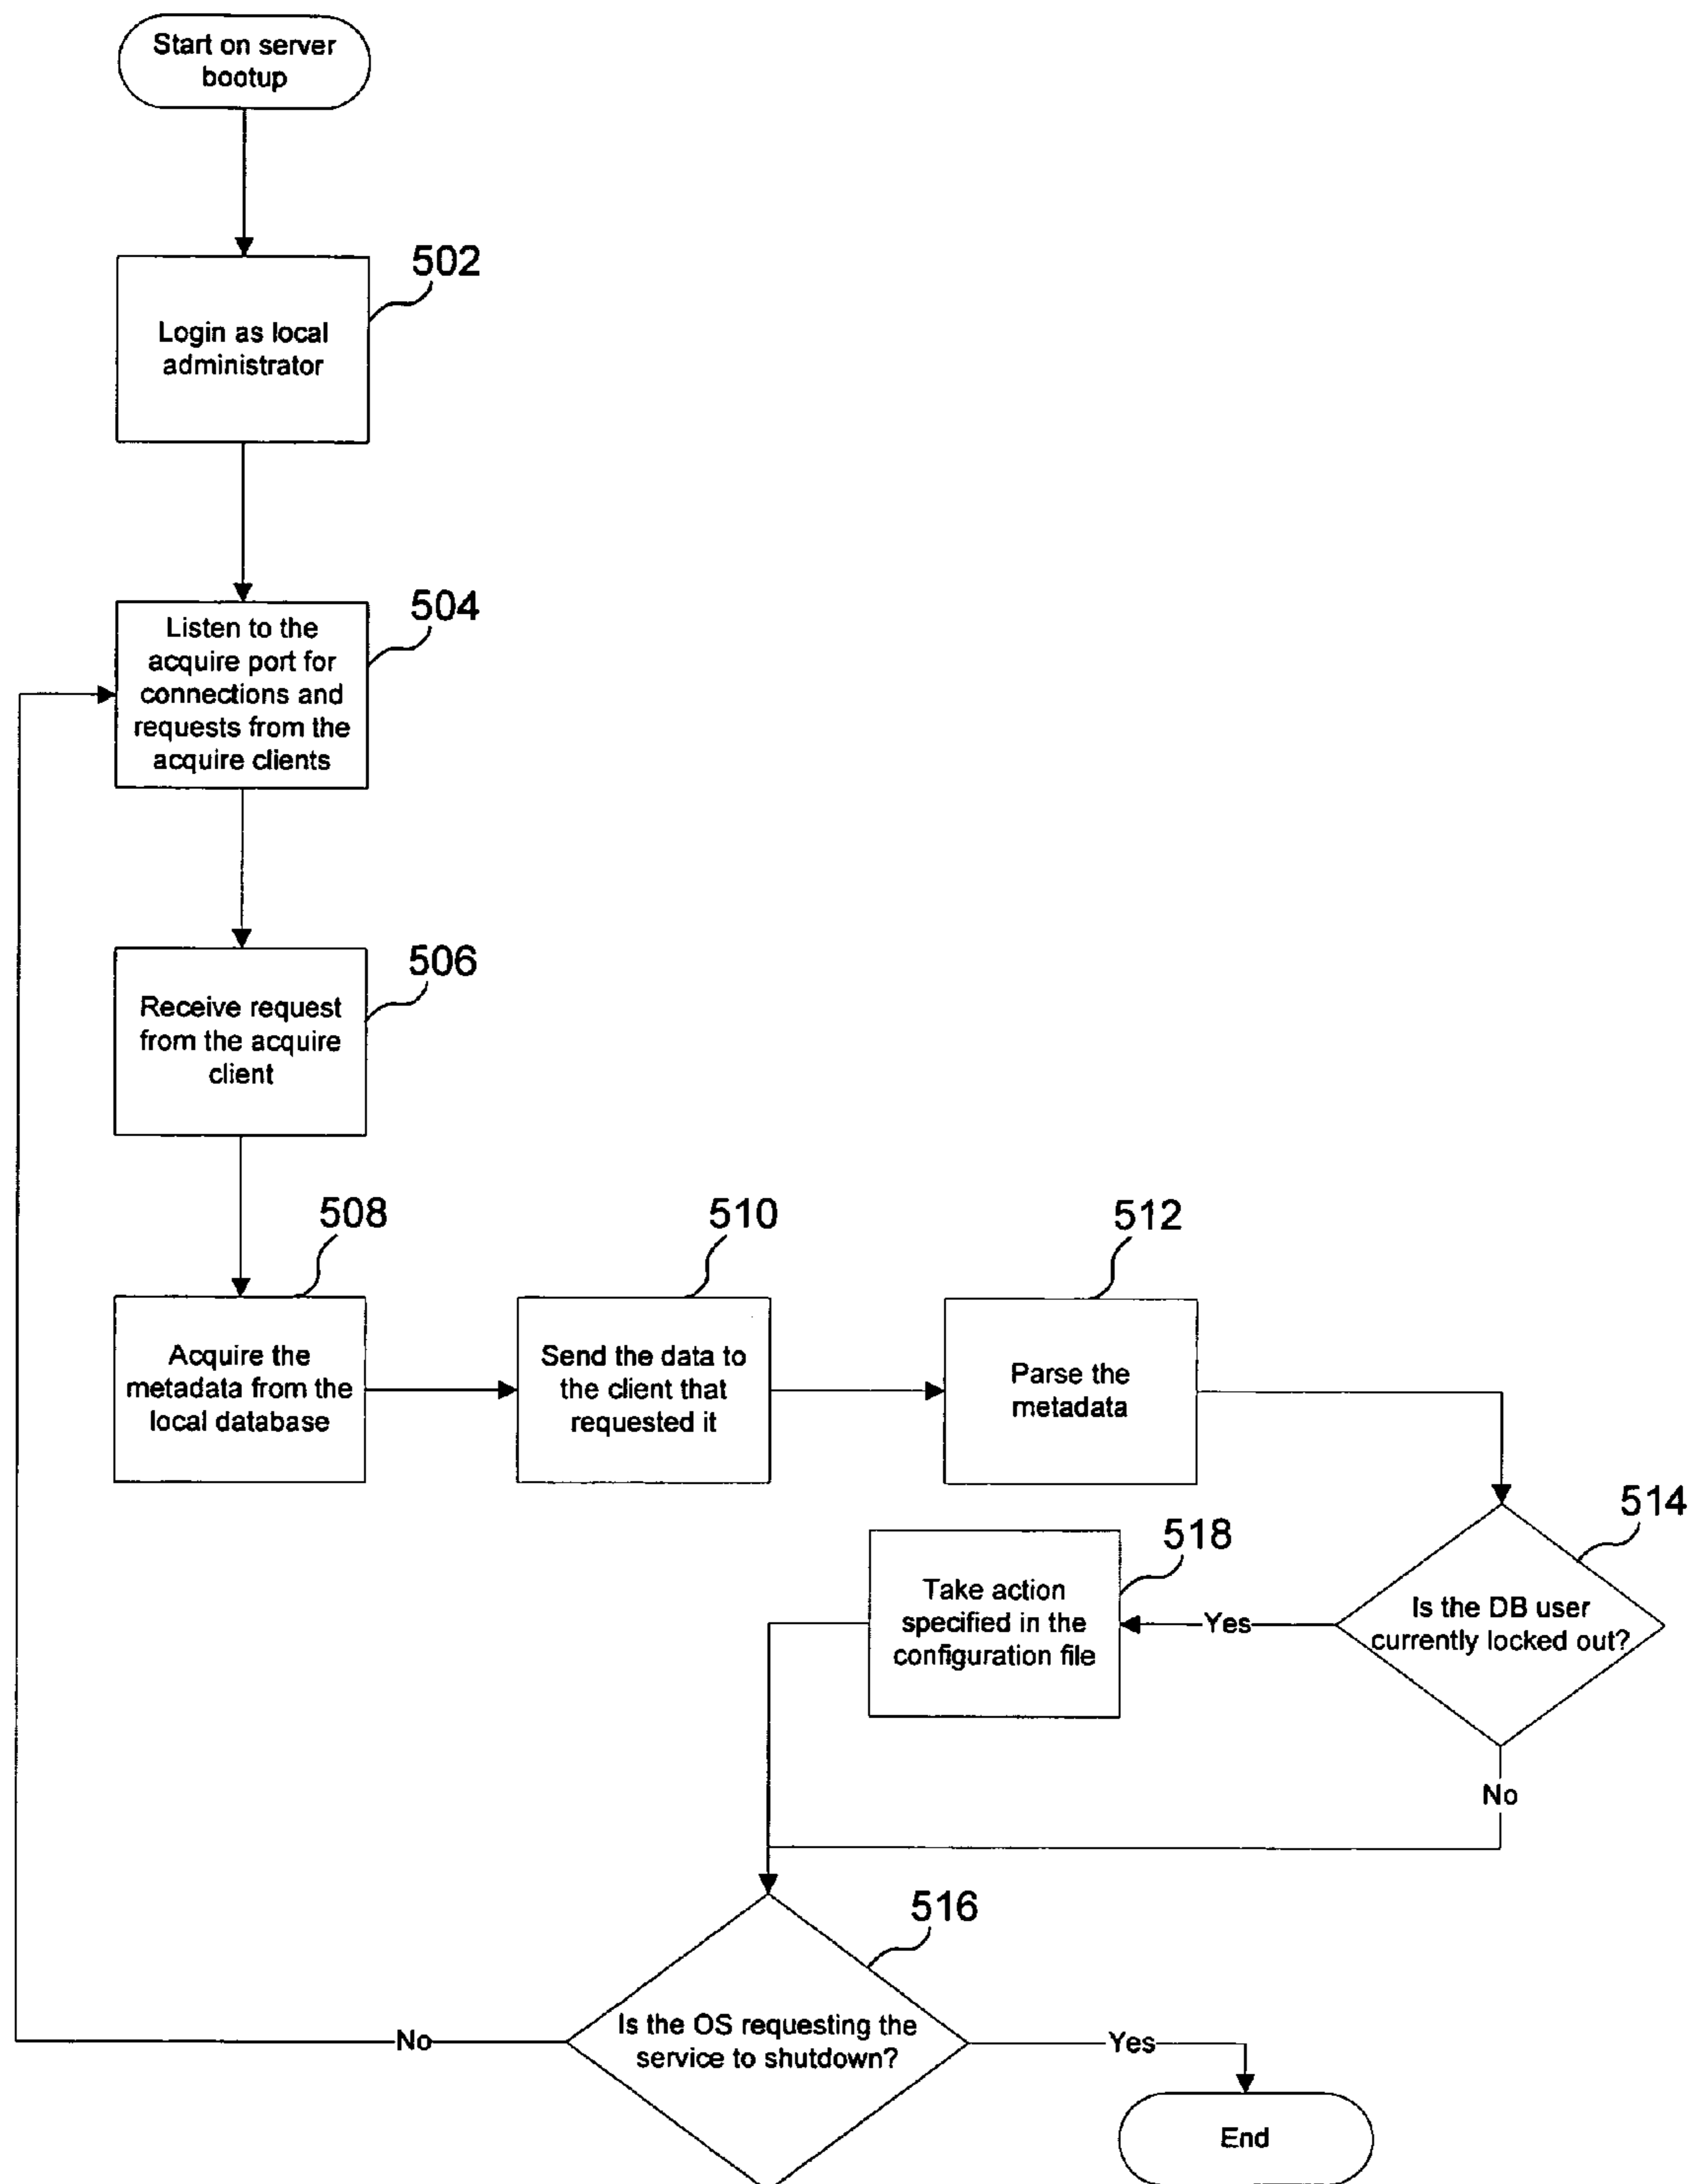 Start on server
bootup
502
Login as local
administrator
504
Listen to the
acquire port for
connections and
requests from the
acquire clients
506
Receive request
from the acquire
client
508
Acquire the
metadata from the
local database
510
Send the data to
the client that
requested it
512
Parse the
metadata
514
Is the DB user
currently locked out?
Yes
518
Take action
specified in the
configuration file
No
516
Is the OS requesting the
service to shutdown?
No
Yes
End